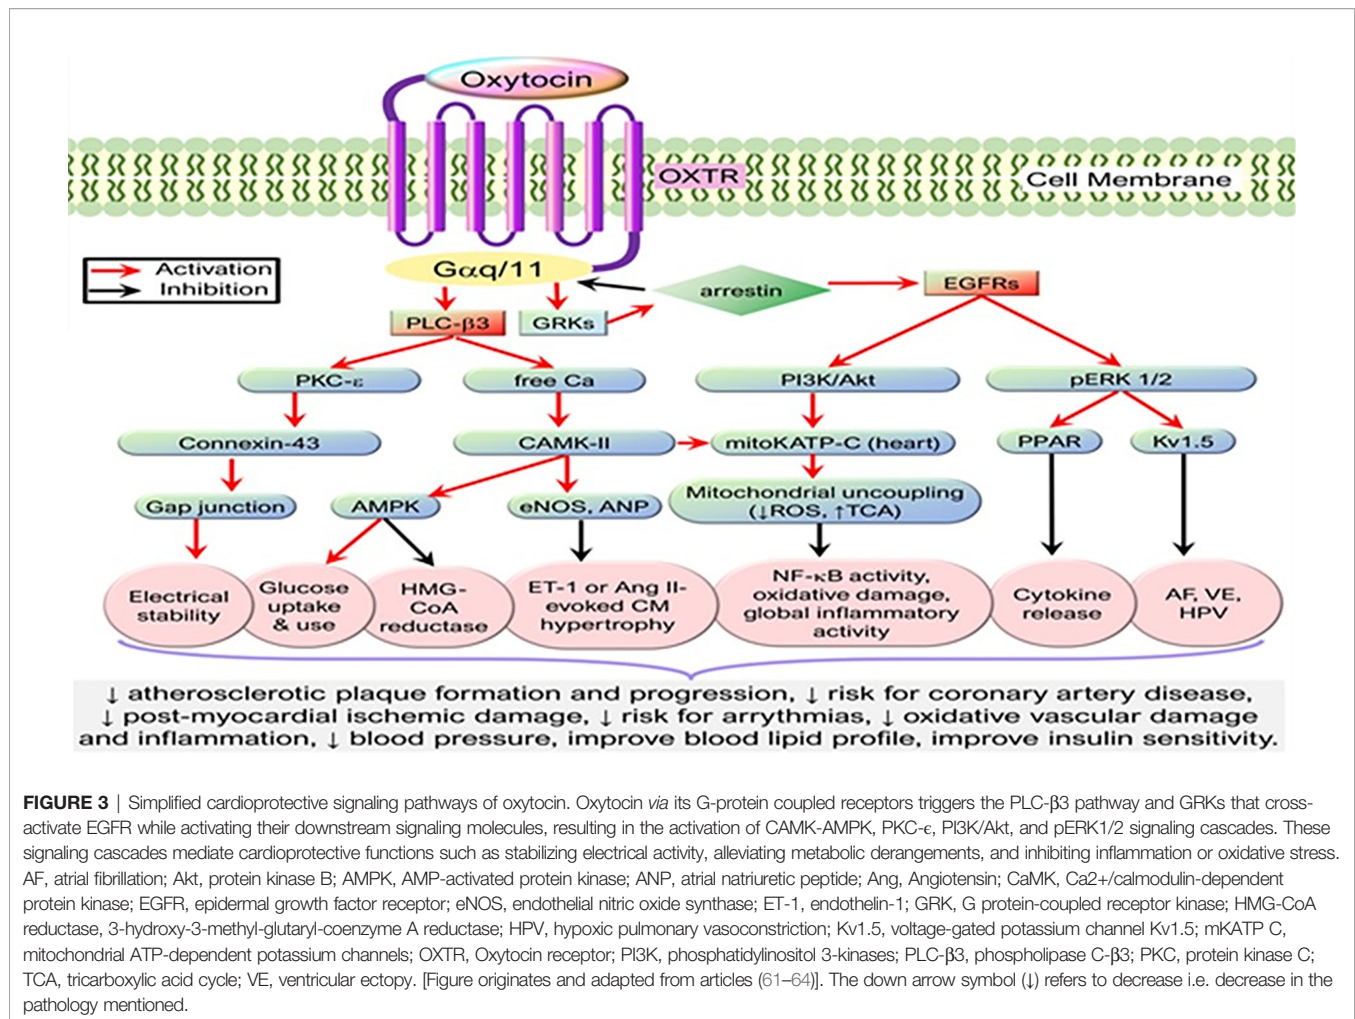 Oxytocin
OXTR
Cell Membrane
Activation
Inhibition
Gαq/11
arrestin
EGFRs
PLC-β3
GRKs
PKC-ε
free Ca
PI3K/Akt
pERK 1/2
Connexin-43
CAMK-II
mitoKATP-C (heart)
PPAR
Kv1.5
Gap junction
AMPK
eNOS, ANP
Mitochondrial uncoupling
(↓ROS, ↑TCA)
Electrical
stability
Glucose
uptake
& use
HMG-
CoA
reductase
ET-1 or Ang II-
evoked CM
hypertrophy
NF-κB activity,
oxidative damage,
global inflammatory
activity
Cytokine
release
AF, VE,
HPV
↓ atherosclerotic plaque formation and progression, ↓ risk for coronary artery disease,
↓ post-myocardial ischemic damage, ↓ risk for arrythmias, ↓ oxidative vascular damage
and inflammation, ↓ blood pressure, improve blood lipid profile, improve insulin sensitivity.
FIGURE 3 | Simplified cardioprotective signaling pathways of oxytocin. Oxytocin via its G-protein coupled receptors triggers the PLC-β3 pathway and GRKs that cross-
activate EGFR while activating their downstream signaling molecules, resulting in the activation of CAMK-AMPK, PKC-ϵ, PI3K/Akt, and pERK1/2 signaling cascades. These
signaling cascades mediate cardioprotective functions such as stabilizing electrical activity, alleviating metabolic derangements, and inhibiting inflammation or oxidative stress.
AF, atrial fibrillation; Akt, protein kinase B; AMPK, AMP-activated protein kinase; ANP, atrial natriuretic peptide; Ang, Angiotensin; CaMK, Ca2+/calmodulin-dependent
protein kinase; EGFR, epidermal growth factor receptor; eNOS, endothelial nitric oxide synthase; ET-1, endothelin-1; GRK, G protein-coupled receptor kinase; HMG-CoA
reductase, 3-hydroxy-3-methyl-glutaryl-coenzyme A reductase; HPV, hypoxic pulmonary vasoconstriction; Kv1.5, voltage-gated potassium channel Kv1.5; mKATP C,
mitochondrial ATP-dependent potassium channels; OXTR, Oxytocin receptor; PI3K, phosphatidylinositol 3-kinases; PLC-β3, phospholipase C-β3; PKC, protein kinase C;
TCA, tricarboxylic acid cycle; VE, ventricular ectopy. [Figure originates and adapted from articles (61–64)]. The down arrow symbol (↓) refers to decrease i.e. decrease in the
pathology mentioned.